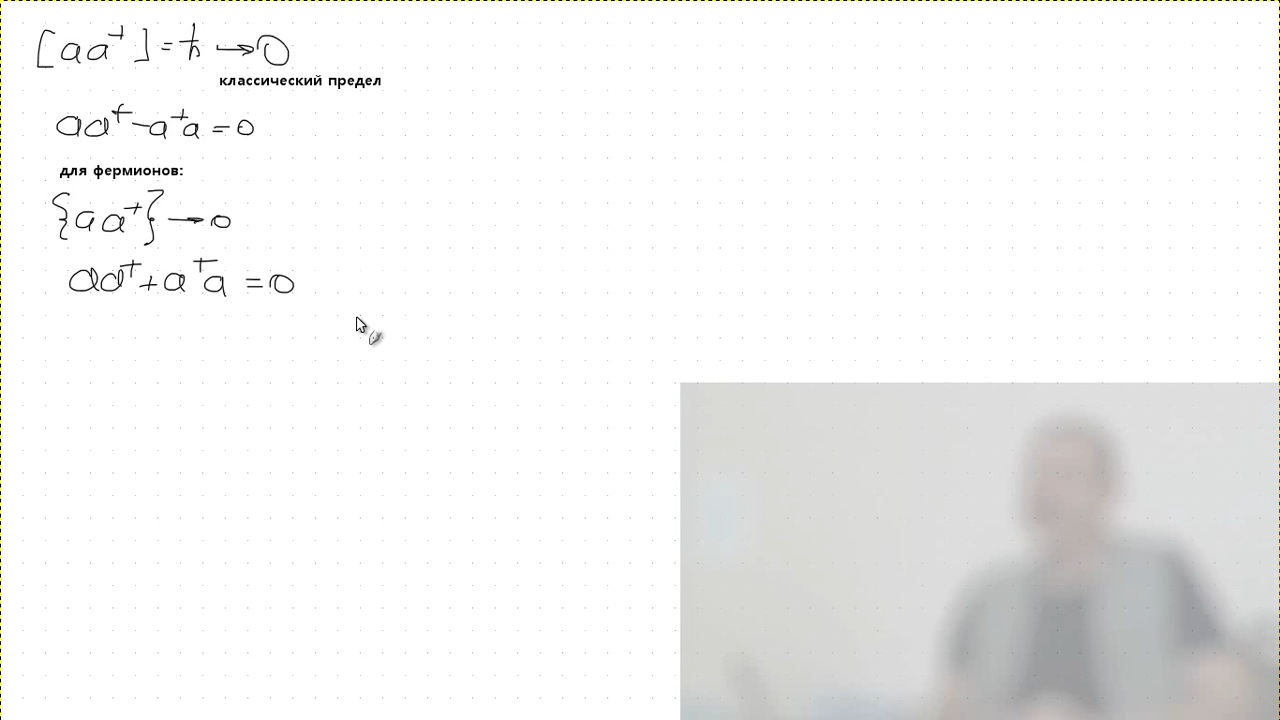 [aa⁺] = ħ → 0
классический предел
aa⁺ − a⁺a = 0
для фермионов:
{aa⁺} → 0
aa⁺ + a⁺a = 0